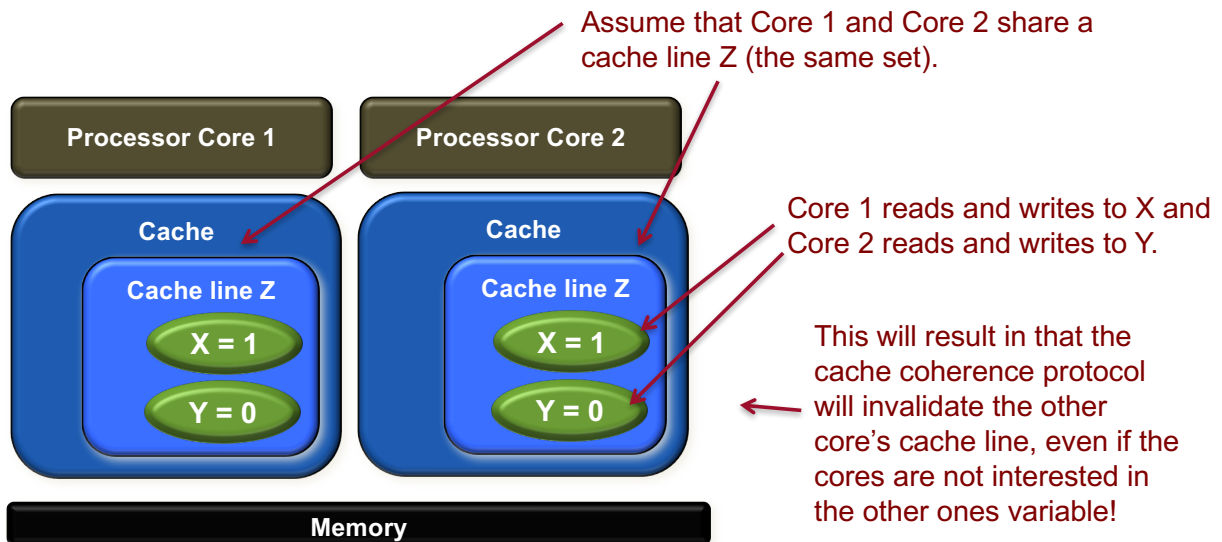 Assume that Core 1 and Core 2 share a
cache line Z (the same set).
Processor Core 1
Processor Core 2
Cache
Cache line Z
X = 1
Y = 0
Cache
Cache line Z
X = 1
Y = 0
Core 1 reads and writes to X and
Core 2 reads and writes to Y.
This will result in that the
cache coherence protocol
will invalidate the other
core's cache line, even if the
cores are not interested in
the other ones variable!
Memory